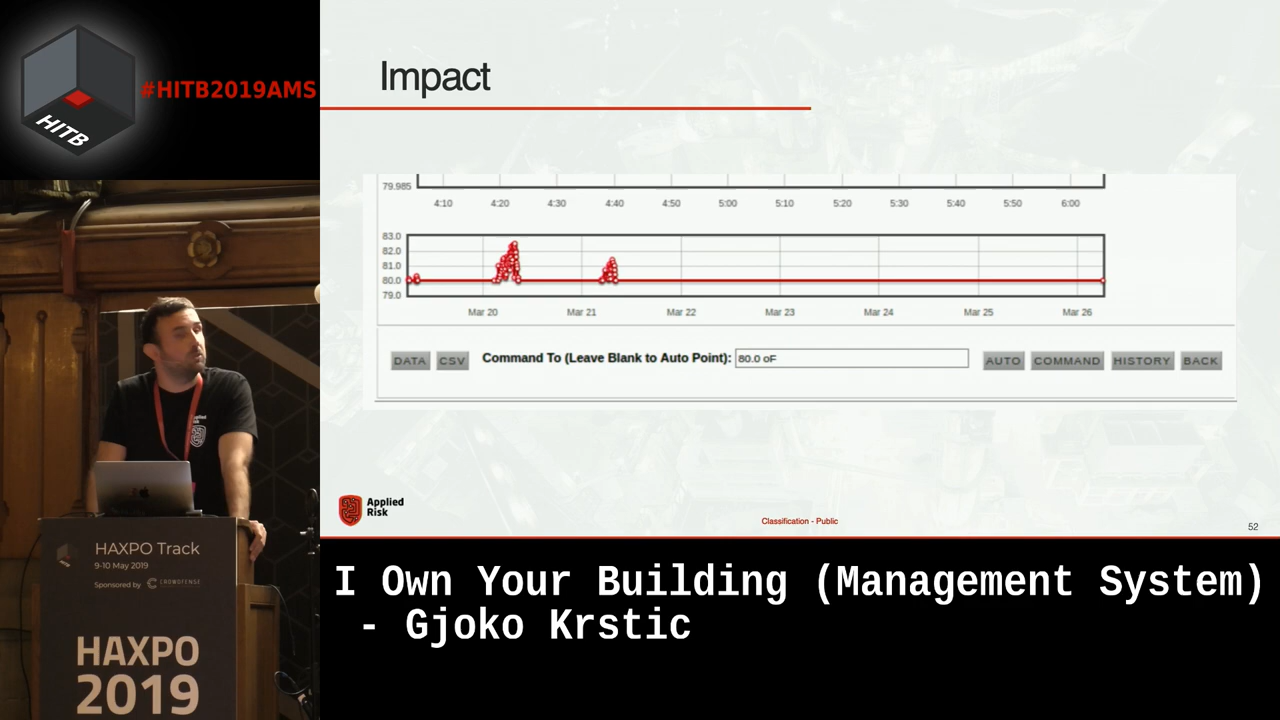 HITB
#HITB2019AMS
Impact
79.985
4:10 4:20 4:30 4:40 4:50 5:00 5:10 5:20 5:30 5:40 5:50 6:00
83.0
82.0
81.0
80.0
79.0
Mar 20 Mar 21 Mar 22 Mar 23 Mar 24 Mar 25 Mar 26
DATA CSV Command To (Leave Blank to Auto Point): 80.0 oF AUTO COMMAND HISTORY BACK
Applied
Risk
Classification - Public
52
Applied
Risk
HAXPO Track
9-10 May 2019
Sponsored by CROWDFENSE
HAXPO
2019
I Own Your Building (Management System)
- Gjoko Krstic